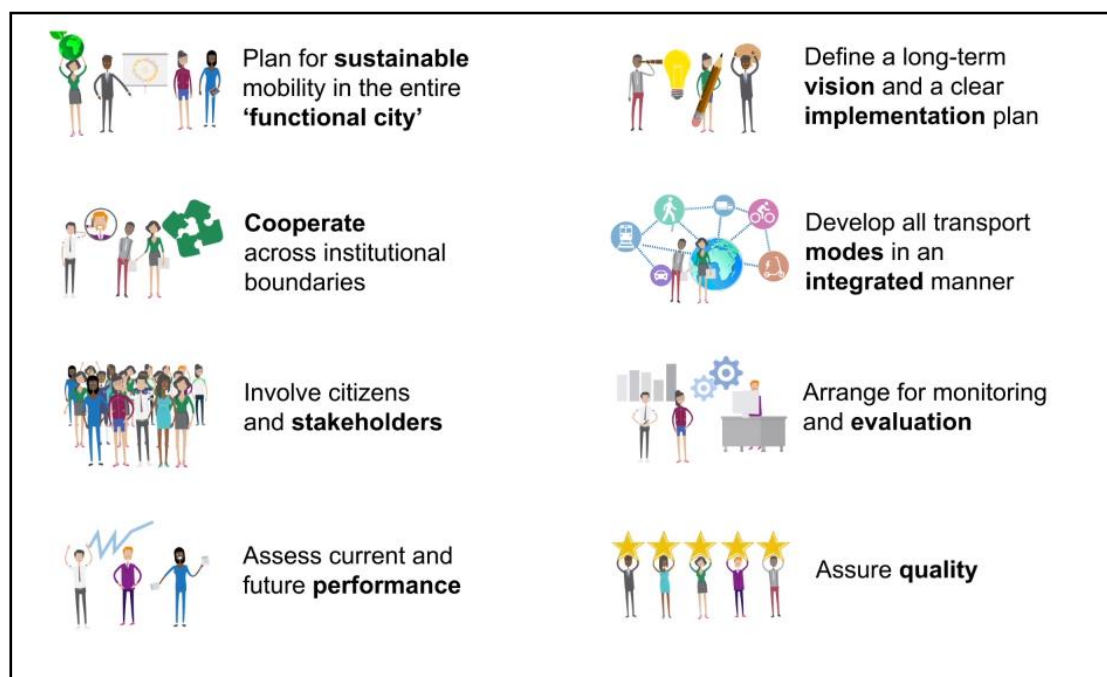 Plan for sustainable
mobility in the entire
‘functional city’
Cooperate
across institutional
boundaries
Involve citizens
and stakeholders
Assess current and
future performance
Define a long-term
vision and a clear
implementation plan
Develop all transport
modes in an
integrated manner
Arrange for monitoring
and evaluation
Assure quality